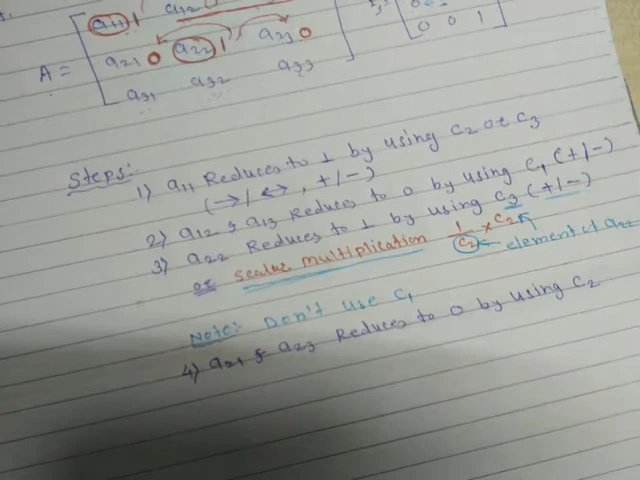 a11 1 a12
a21 0 a22 1 a23 0
A =
a31 a32 a33
0 0 1
Steps:
1) a11 Reduces to 1 by using C2 or C3
(→ / ↔, + / -)
2) a12 & a13 Reduces to 0 by using C1 (+/-)
3) a22 Reduces to 1 by using C3 (+/-)
or scalar multiplication 1/C2 × C2 ← element of a22
Note: Don't use C1
4) a21 & a23 Reduces to 0 by using C2